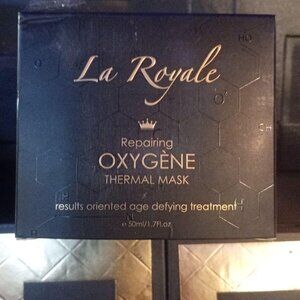 La Royale
Repairing
OXYGÈNE
THERMAL MASK
results oriented age defying treatment
e 50ml/1.7Fl.oz